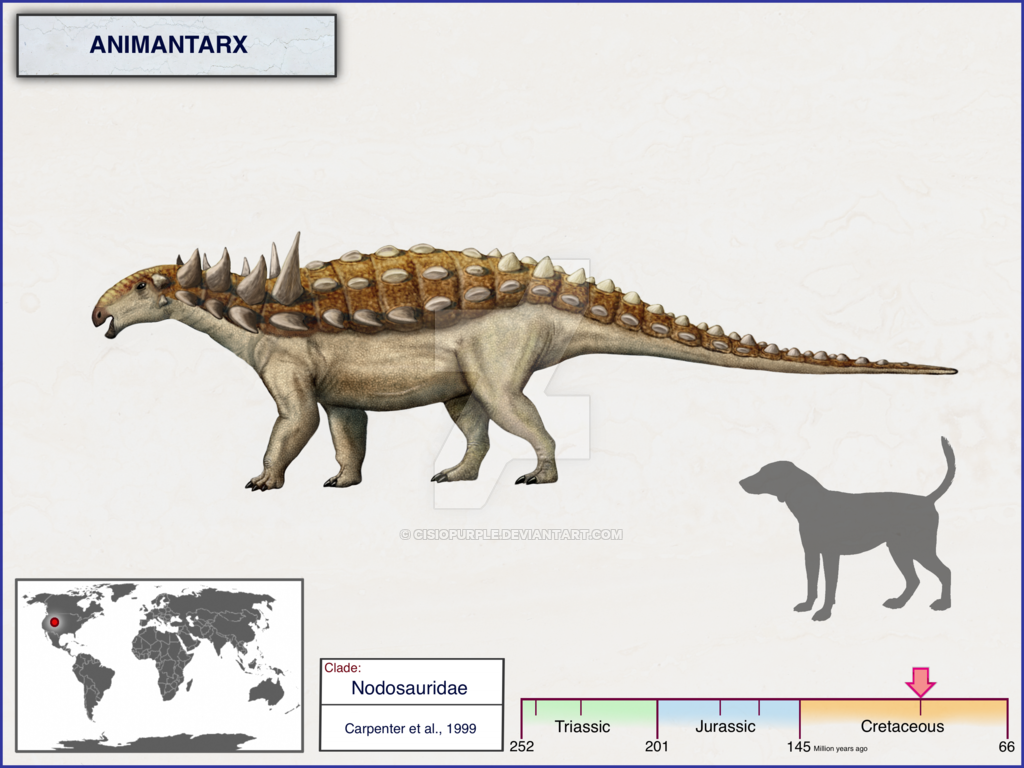 ANIMANTARX
© CISIOPURPLE.DEVIANTART.COM
Clade:
Nodosauridae
Carpenter et al., 1999
Triassic
Jurassic
Cretaceous
252
201
145
Million years ago
66